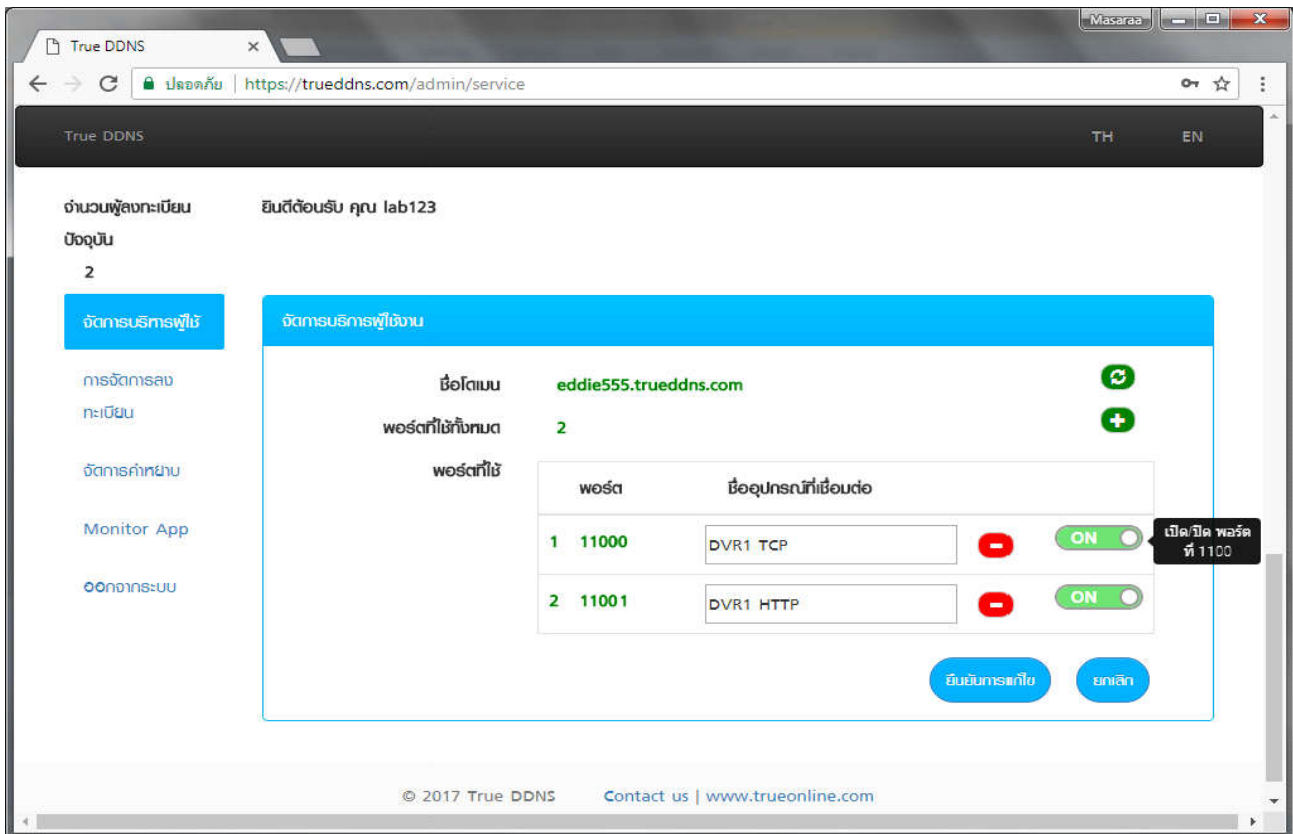 Masaraa
True DDNS
ปลอดภัย | https://trueddns.com/admin/service
True DDNS TH EN
จำนวนผู้ลงทะเบียน
ปัจจุบัน
2
ยินดีต้อนรับ คุณ lab123
จัดการบริการผู้ใช้
การจัดการลง
ทะเบียน
จัดการคำหยาบ
Monitor App
ออกจากระบบ
จัดการบริการผู้ใช้งาน
ชื่อโดเมน eddie555.trueddns.com
พอร์ตที่ใช้ทั้งหมด 2
พอร์ตที่ใช้
พอร์ต ชื่ออุปกรณ์ที่เชื่อมต่อ
1 11000 DVR1 TCP ON
เปิด/ปิด พอร์ต
ที่ 1100
2 11001 DVR1 HTTP ON
ยืนยันการแก้ไข ยกเลิก
© 2017 True DDNS Contact us | www.trueonline.com